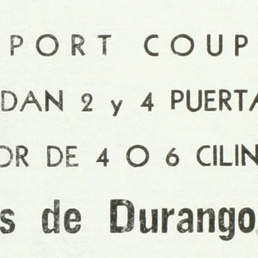 PORT COUP
DAN 2 y 4 PUERTA
OR DE 4 O 6 CILIN
s de Durango,